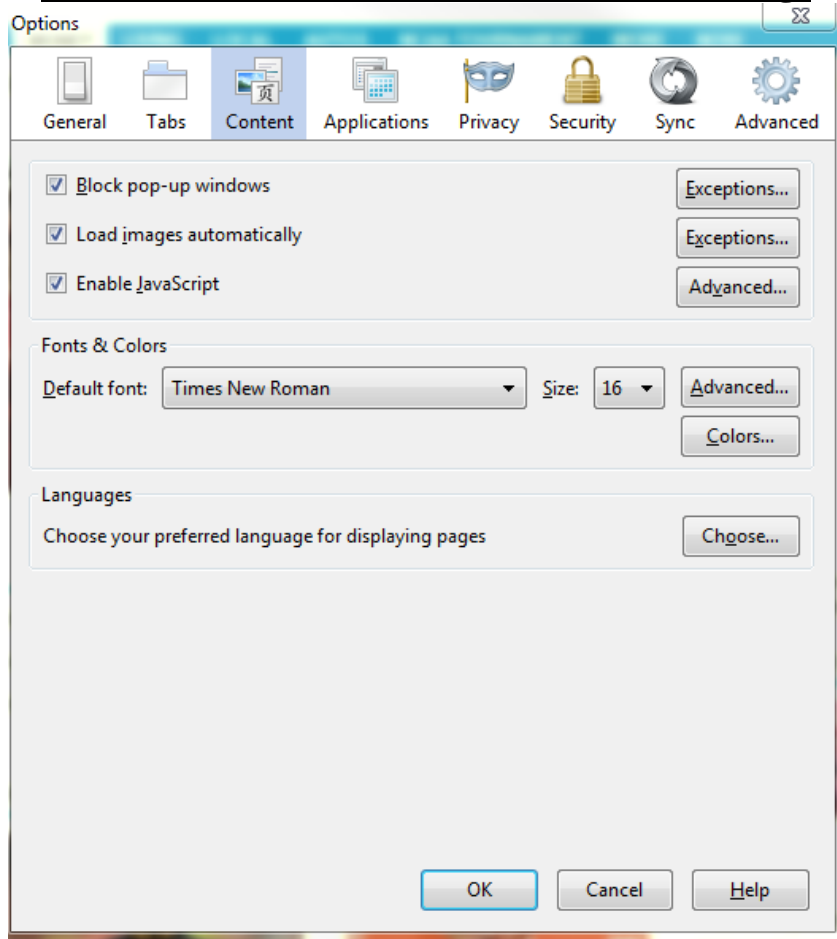 Options
General Tabs Content Applications Privacy Security Sync Advanced
页
Block pop-up windows Exceptions...
Load images automatically Exceptions...
Enable JavaScript Advanced...
Fonts & Colors
Default font: Times New Roman Size: 16 Advanced...
Colors...
Languages
Choose your preferred language for displaying pages Choose...
OK Cancel Help